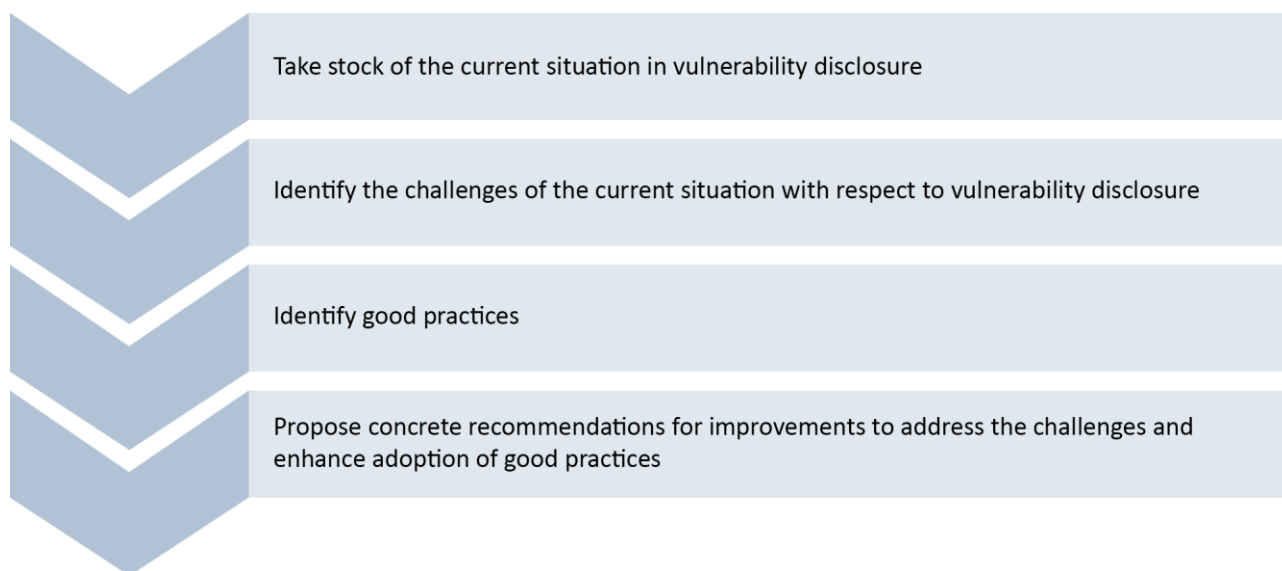 Take stock of the current situation in vulnerability disclosure
Identify the challenges of the current situation with respect to vulnerability disclosure
Identify good practices
Propose concrete recommendations for improvements to address the challenges and
enhance adoption of good practices